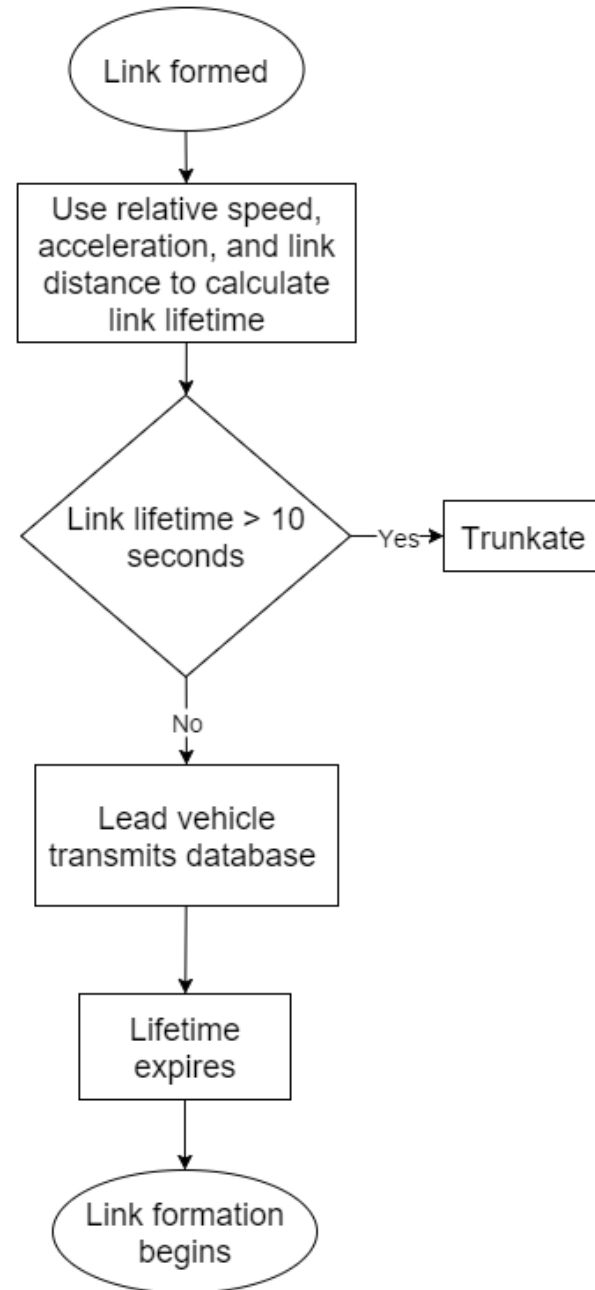 Link formed
Use relative speed,
acceleration, and link
distance to calculate
link lifetime
Link lifetime > 10
seconds
Yes
Trunkate
No
Lead vehicle
transmits database
Lifetime
expires
Link formation
begins